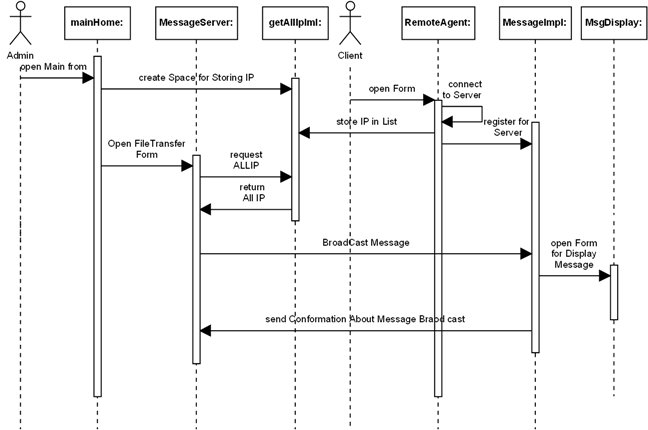 mainHome:
MessageServer:
getAllIpIml:
RemoteAgent:
MessageImpl:
MsgDisplay:
Admin
Client
open Main from
create Space for Storing IP
open Form
connect
to Server
store IP in List
register for
Server
Open FileTransfer
Form
request
ALLIP
return
All IP
BroadCast Message
open Form
for Display
Message
send Conformation About Message Braod cast